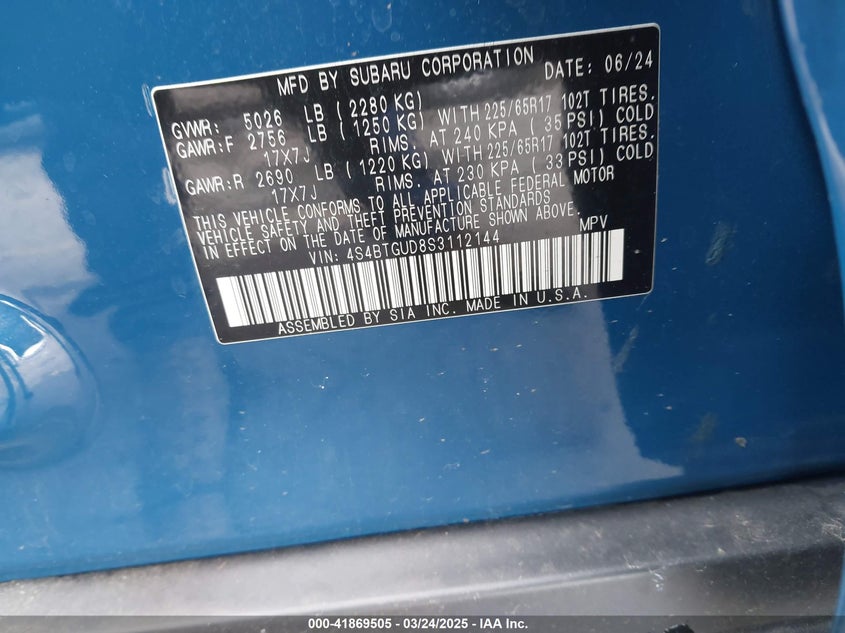 MFD BY SUBARU CORPORATION DATE: 06/24
GVWR: 5026 LB (2280 KG)
GAWR:F 2756 LB (1250 KG) WITH 225/65R17 102T TIRES.
17X7J RIMS. AT 240 KPA ( 35 PSI) COLD
GAWR:R 2690 LB (1220 KG) WITH 225/65R17 102T TIRES.
17X7J RIMS. AT 230 KPA ( 33 PSI) COLD
THIS VEHICLE CONFORMS TO ALL APPLICABLE FEDERAL MOTOR
VEHICLE SAFETY AND THEFT PREVENTION STANDARDS
IN EFFECT ON THE DATE OF MANUFACTURE SHOWN ABOVE.
VIN: 4S4BTGUD8S3112144 MPV
ASSEMBLED BY SIA INC. MADE IN U.S.A.
000-41869505 - 03/24/2025 - IAA Inc.